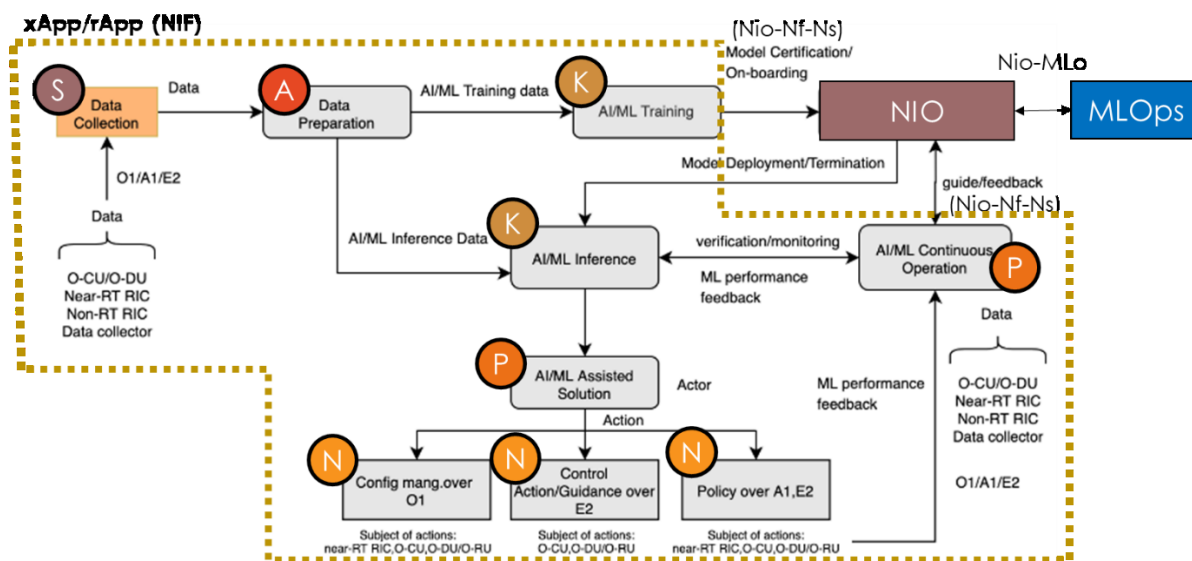 xApp/rApp (NIF)
(Nio-Nf-Ns)
Model Certification/
On-boarding
Nio-MLo
S
Data
Collection
Data
A
Data
Preparation
AI/ML Training data
K
AI/ML Training
NIO
MLOps
O1/A1/E2
Data
O-CU/O-DU
Near-RT RIC
Non-RT RIC
Data collector
Model Deployment/Termination
guide/feedback
(Nio-Nf-Ns)
AI/ML Inference Data
K
AI/ML Inference
verification/monitoring
ML performance
feedback
AI/ML Continuous
Operation
P
Data
O-CU/O-DU
Near-RT RIC
Non-RT RIC
Data collector
O1/A1/E2
P
AI/ML Assisted
Solution
Actor
Action
ML performance
feedback
N
Config mang.over
O1
N
Control
Action/Guidance over
E2
N
Policy over A1,E2
Subject of actions:
near-RT RIC,O-CU,O-DU/O-RU
Subject of actions:
O-CU,O-DU/O-RU
Subject of actions:
near-RT RIC,O-CU,O-DU/O-RU